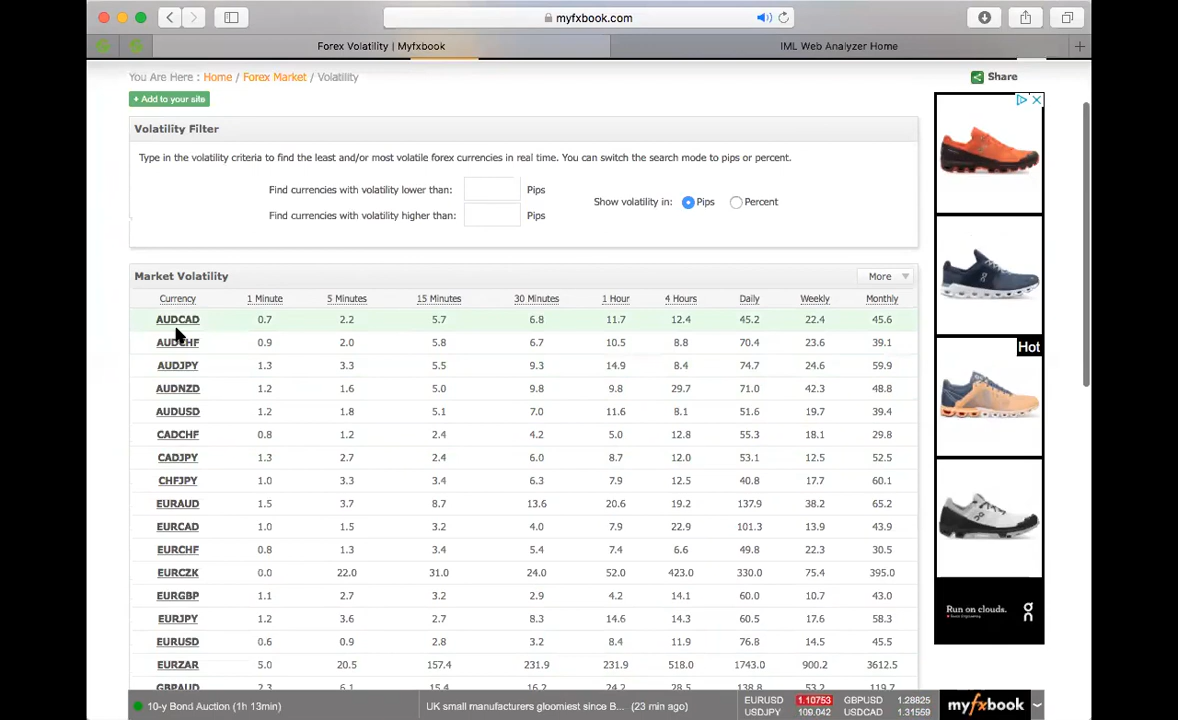 myfxbook.com
Forex Volatility | Myfxbook
IML Web Analyzer Home
You Are Here : Home / Forex Market / Volatility
Share
+ Add to your site
Volatility Filter
Type in the volatility criteria to find the least and/or most volatile forex currencies in real time. You can switch the search mode to pips or percent.
Find currencies with volatility lower than: Pips
Show volatility in: Pips Percent
Find currencies with volatility higher than: Pips
Market Volatility More
Currency 1 Minute 5 Minutes 15 Minutes 30 Minutes 1 Hour 4 Hours Daily Weekly Monthly
AUDCAD 0.7 2.2 5.7 6.8 11.7 12.4 45.2 22.4 45.6
AUDCHF 0.9 2.0 5.8 6.7 10.5 8.8 70.4 23.6 39.1
AUDJPY 1.3 3.3 5.5 9.3 14.9 8.4 74.7 24.6 59.9
AUDNZD 1.2 1.6 5.0 9.8 9.8 29.7 71.0 42.3 48.8
AUDUSD 1.2 1.8 5.1 7.0 11.6 8.1 51.6 19.7 39.4
CADCHF 0.8 1.2 2.4 4.2 5.0 12.8 55.3 18.1 29.8
CADJPY 1.3 2.7 2.4 6.0 8.7 12.0 53.1 12.5 52.5
CHFJPY 1.0 3.3 3.4 6.3 7.9 12.5 40.8 17.7 60.1
EURAUD 1.5 3.7 8.7 13.6 20.6 19.2 137.9 38.2 65.2
EURCAD 1.0 1.5 3.2 4.0 7.9 22.9 101.3 13.9 43.9
EURCHF 0.8 1.3 3.4 5.4 7.4 6.6 49.8 22.3 30.5
EURCZK 0.0 22.0 31.0 24.0 52.0 423.0 330.0 75.4 395.0
EURGBP 1.1 2.7 3.2 2.9 4.2 14.1 60.0 10.7 43.0
EURJPY 1.2 3.6 2.7 8.3 14.6 14.3 60.5 17.6 58.3
EURUSD 0.6 0.9 2.8 3.2 8.4 11.9 76.8 14.5 45.5
EURZAR 5.0 20.5 157.4 231.9 231.9 518.0 1743.0 900.2 3612.5
GBPAUD 2.3 6.1 15.4 16.2 24.2 28.5 138.8 53.2 119.7
Hot
Run on clouds. on
10-y Bond Auction (1h 13min)
UK small manufacturers gloomiest since B... (23 min ago)
EURUSD 1.10753 GBPUSD 1.28825
USDJPY 109.042 USDCAD 1.31559
myfxbook